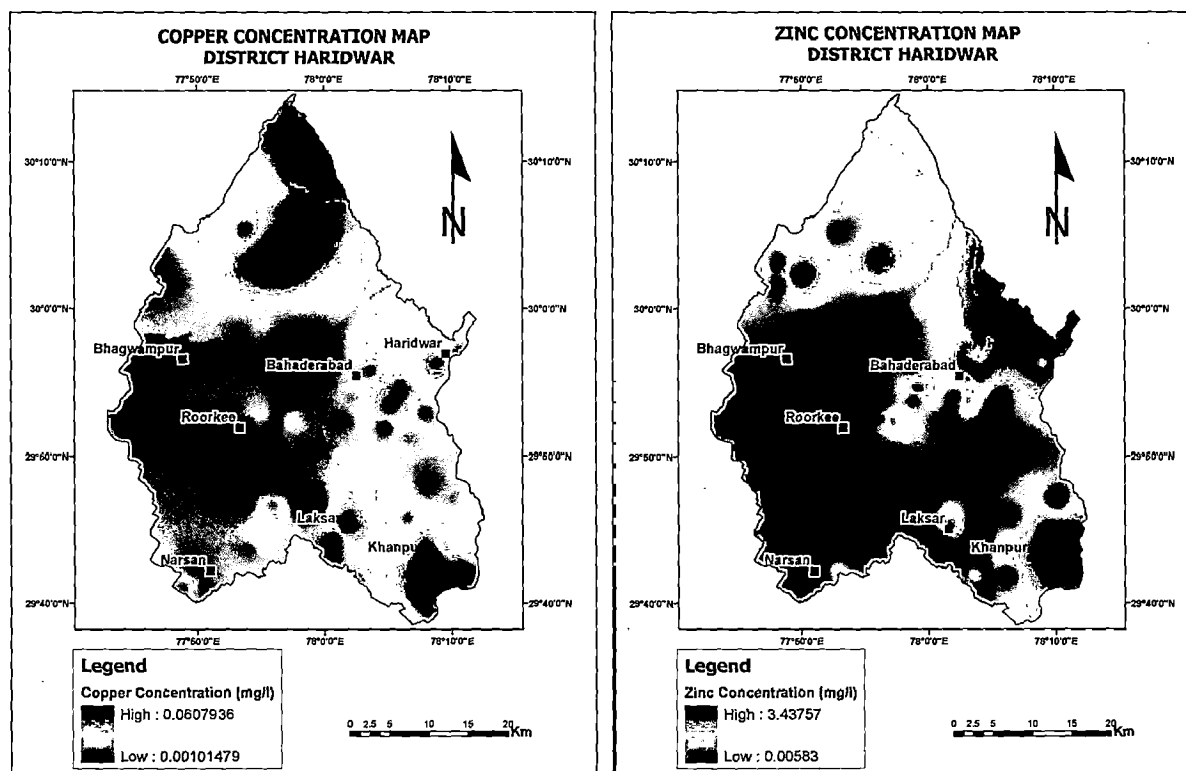 COPPER CONCENTRATION MAP
DISTRICT HARIDWAR
77°50'0"E
78°0'0"E
78°10'0"E
30°10'0"N
30°10'0"N
N
30°0'0"N
30°0'0"N
Haridwar
Bhagwampur
Bahaderabad
Roorkee
29°50'0"N
29°50'0"N
Laksa
Khanpu
Narsan
29°40'0"N
29°40'0"N
77°50'0"E
78°0'0"E
78°10'0"E
Legend
Copper Concentration (mg/l)
High : 0.0607936
Low : 0.00101479
0 2.5 5 10 15 20
Km
ZINC CONCENTRATION MAP
DISTRICT HARIDWAR
77°50'0"E
78°0'0"E
78°10'0"E
30°10'0"N
30°10'0"N
N
30°0'0"N
30°0'0"N
Bhagwampur
Bahaderabad
Roorkee
29°50'0"N
29°50'0"N
Laksar
Khanpur
Narsan
29°40'0"N
29°40'0"N
77°50'0"E
78°0'0"E
78°10'0"E
Legend
Zinc Concentration (mg/l)
High : 3.43757
Low : 0.00583
0 2.5 5 10 15 20
Km